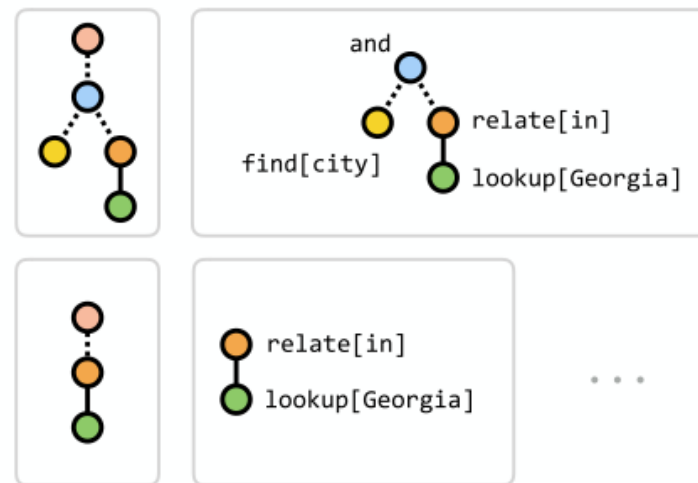 and
relate[in]
find[city]
lookup[Georgia]
relate[in]
lookup[Georgia]
...